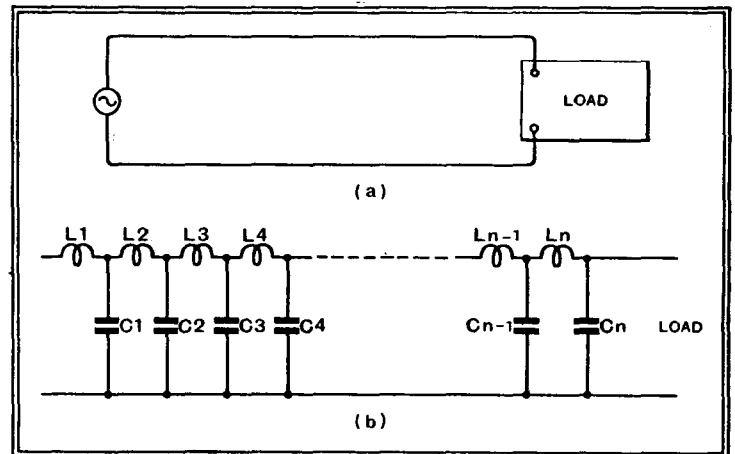 LOAD
(a)
L1 L2 L3 L4 Ln-1 Ln
C1 C2 C3 C4 Cn-1 Cn LOAD
(b)